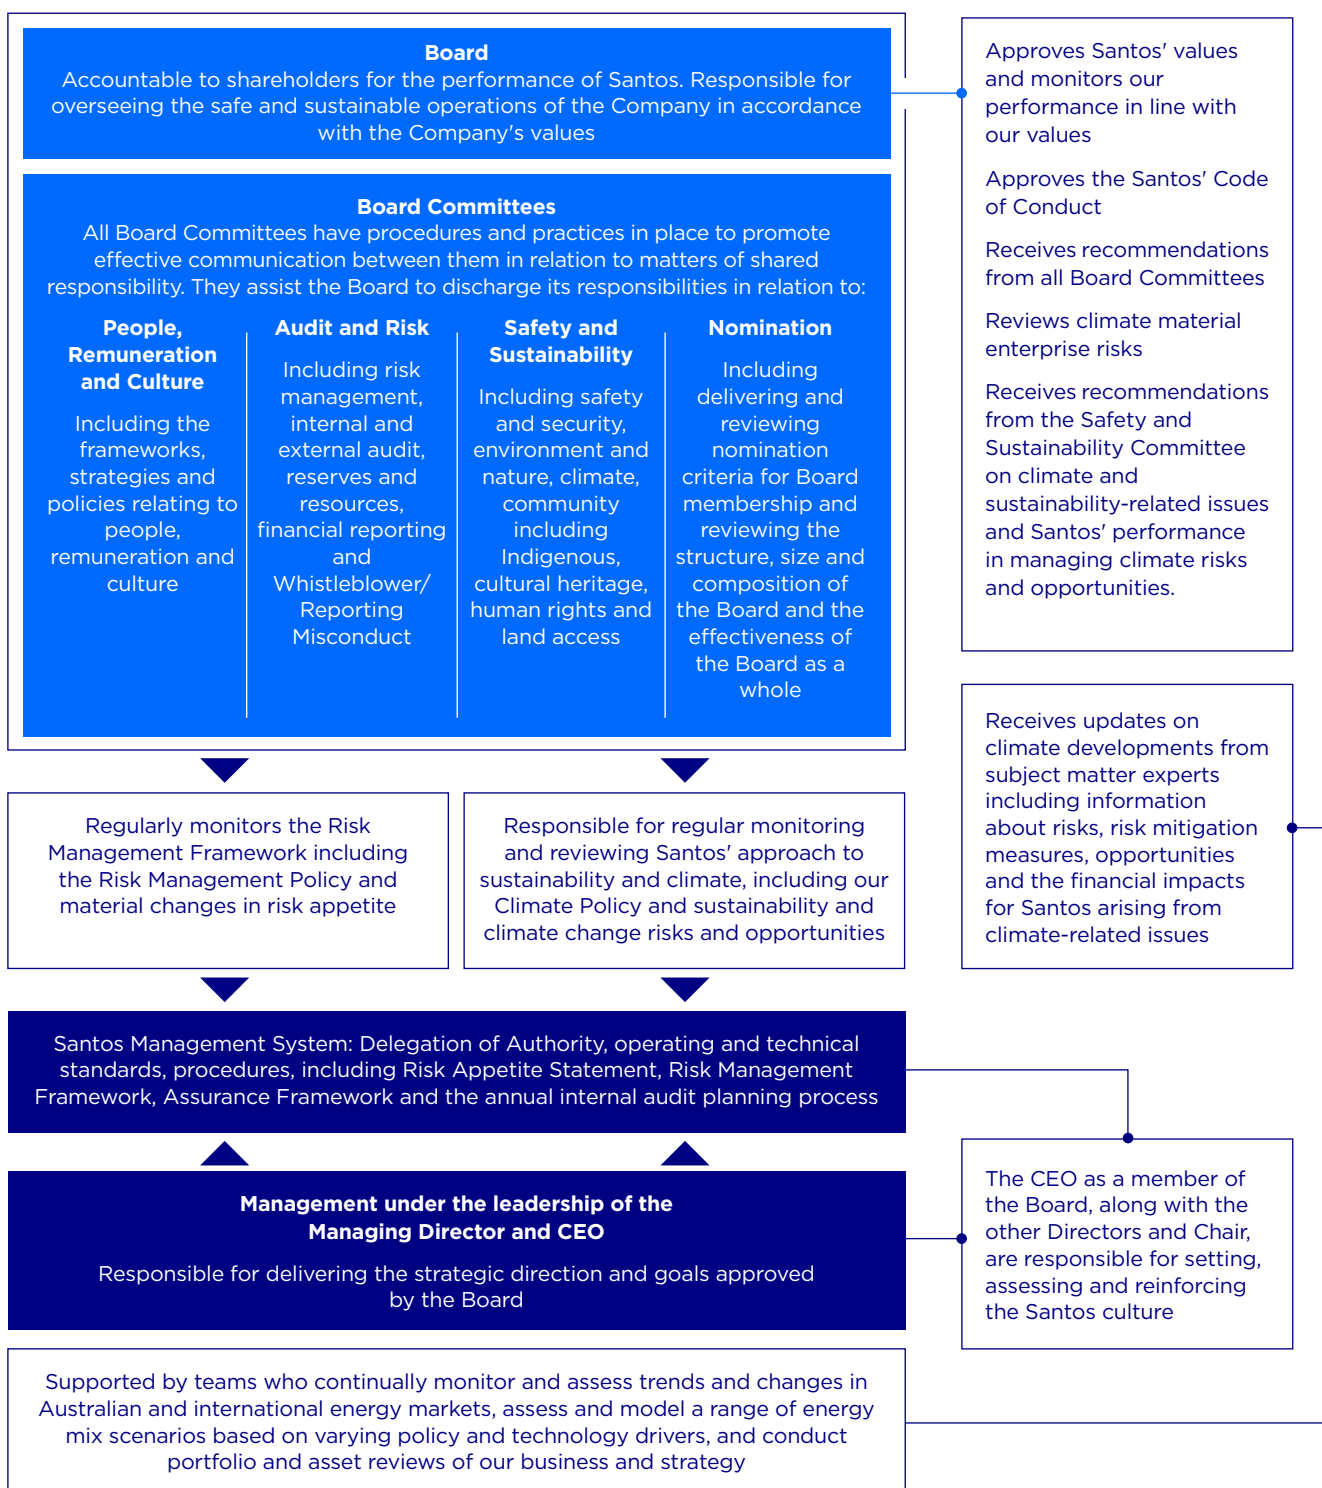 Board
Accountable to shareholders for the performance of Santos. Responsible for
overseeing the safe and sustainable operations of the Company in accordance
with the Company's values
Board Committees
All Board Committees have procedures and practices in place to promote
effective communication between them in relation to matters of shared
responsibility. They assist the Board to discharge its responsibilities in relation to:
People,
Remuneration
and Culture
Including the
frameworks,
strategies and
policies relating to
people,
remuneration and
culture
Audit and Risk
Including risk
management,
internal and
external audit,
reserves and
resources,
financial reporting
and
Whistleblower/
Reporting
Misconduct
Safety and
Sustainability
Including safety
and security,
environment and
nature, climate,
community
including
Indigenous,
cultural heritage,
human rights and
land access
Nomination
Including
delivering and
reviewing
nomination
criteria for Board
membership and
reviewing the
structure, size and
composition of
the Board and the
effectiveness of
the Board as a
whole
Approves Santos' values
and monitors our
performance in line with
our values
Approves the Santos' Code
of Conduct
Receives recommendations
from all Board Committees
Reviews climate material
enterprise risks
Receives recommendations
from the Safety and
Sustainability Committee
on climate and
sustainability-related issues
and Santos' performance
in managing climate risks
and opportunities.
Receives updates on
climate developments from
subject matter experts
including information
about risks, risk mitigation
measures, opportunities
and the financial impacts
for Santos arising from
climate-related issues
Regularly monitors the Risk
Management Framework including
the Risk Management Policy and
material changes in risk appetite
Responsible for regular monitoring
and reviewing Santos' approach to
sustainability and climate, including our
Climate Policy and sustainability and
climate change risks and opportunities
Santos Management System: Delegation of Authority, operating and technical
standards, procedures, including Risk Appetite Statement, Risk Management
Framework, Assurance Framework and the annual internal audit planning process
Management under the leadership of the
Managing Director and CEO
Responsible for delivering the strategic direction and goals approved
by the Board
The CEO as a member of
the Board, along with the
other Directors and Chair,
are responsible for setting,
assessing and reinforcing
the Santos culture
Supported by teams who continually monitor and assess trends and changes in
Australian and international energy markets, assess and model a range of energy
mix scenarios based on varying policy and technology drivers, and conduct
portfolio and asset reviews of our business and strategy